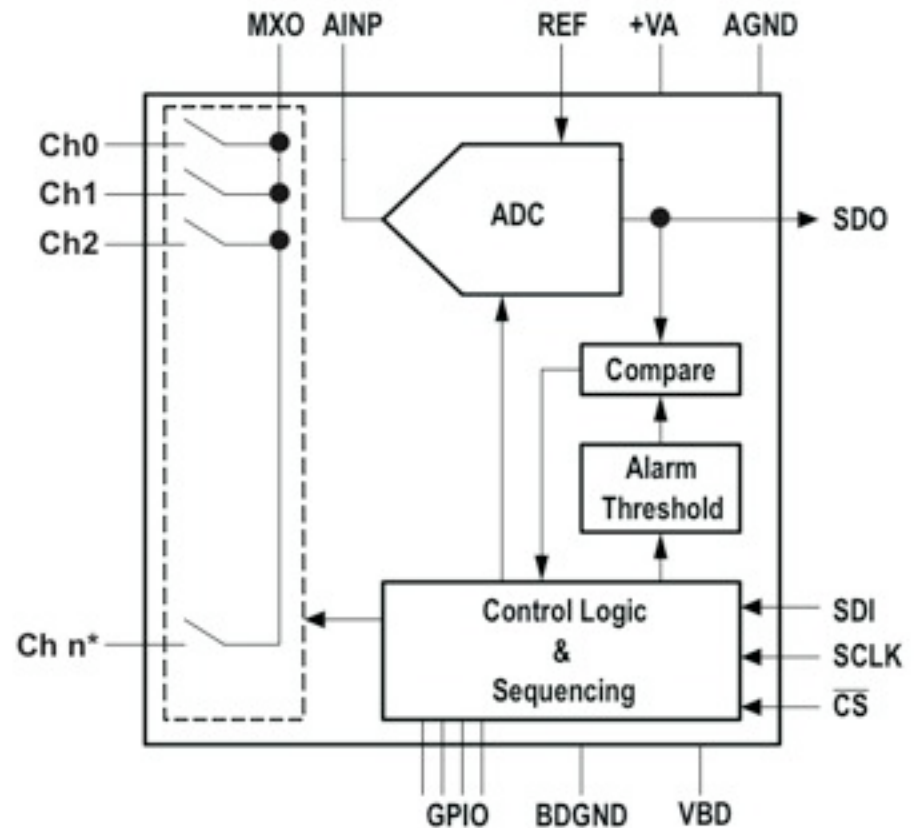 MXO AINP REF +VA AGND
Ch0
Ch1
Ch2
ADC
SDO
Compare
Alarm
Threshold
Ch n*
Control Logic
&
Sequencing
SDI
SCLK
C̅S̅
GPIO BDGND VBD